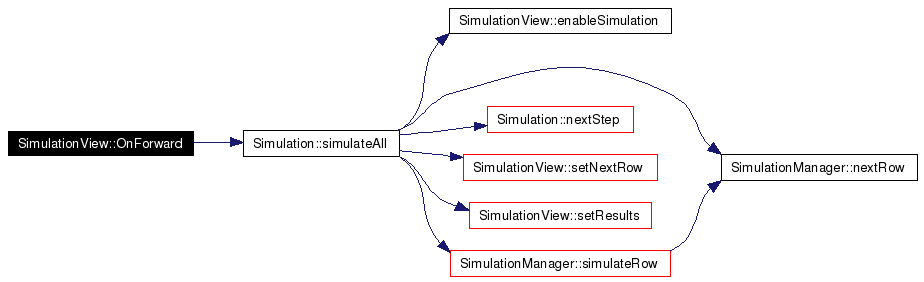 SimulationView::enableSimulation
Simulation::nextStep
SimulationView::OnForward
Simulation::simulateAll
SimulationView::setNextRow
SimulationManager::nextRow
SimulationView::setResults
SimulationManager::simulateRow